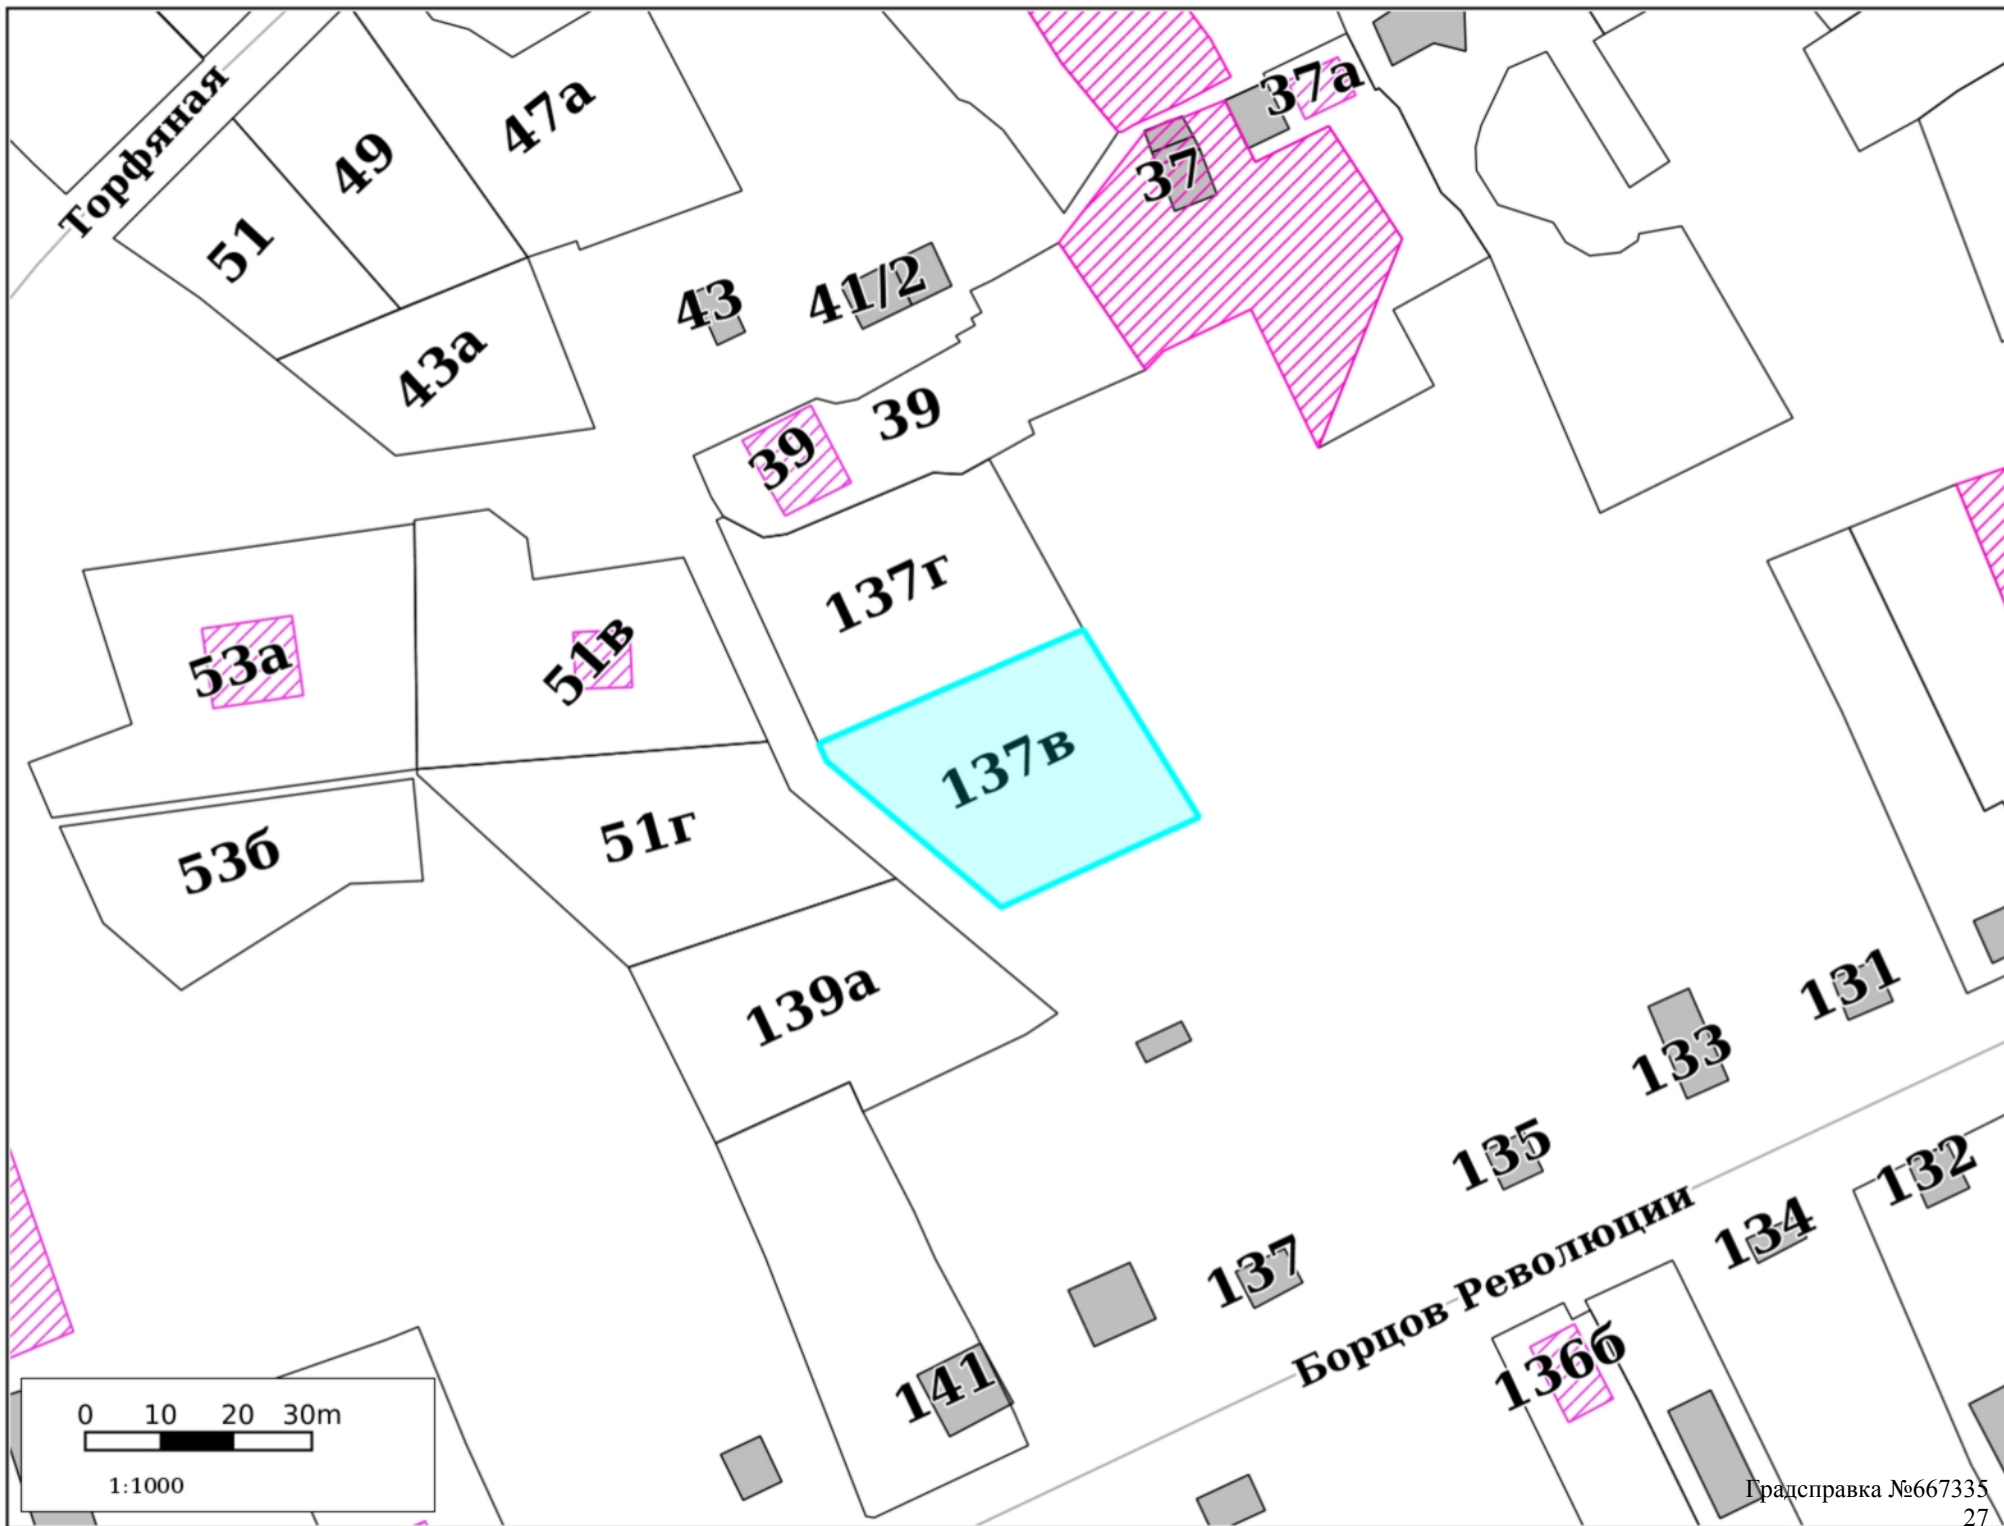 Торфяная
49
47а
51
43а
43
41/2
37
37а
39
39
137г
53а
51в
137в
53б
51г
139а
131
133
135
132
134
137
Борцов Революции
136б
141
0 10 20 30m
1:1000
Градсправка №667335
27